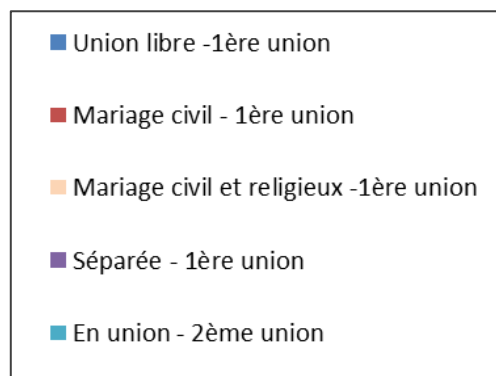 Union libre -1ère union
Mariage civil - 1ère union
Mariage civil et religieux -1ère union
Séparée - 1ère union
En union - 2ème union